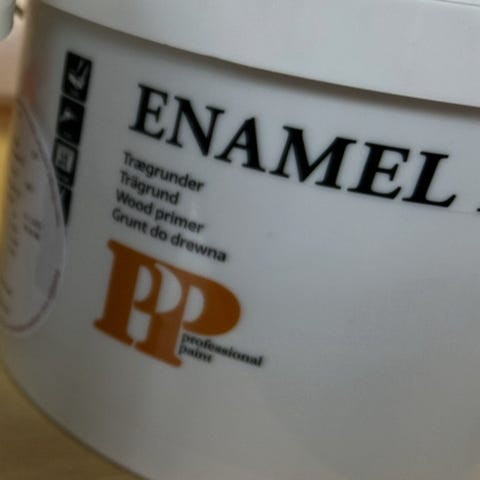 ENAMEL
Trægrunder
Trägrund
Wood primer
Grunt do drewna
PP
professional
paint